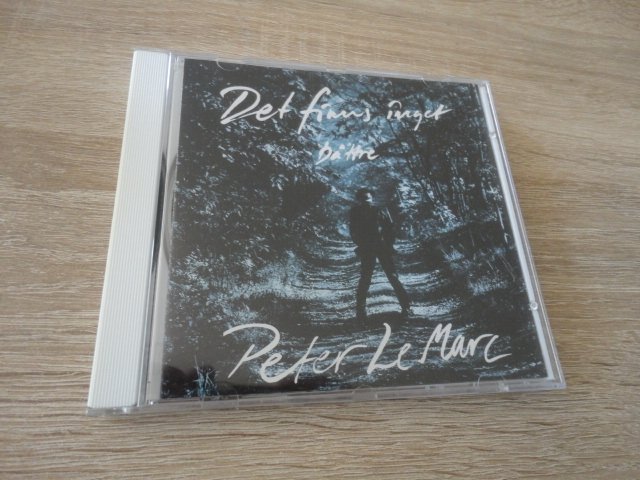 Det finns inget
bättre
Peter LeMarc